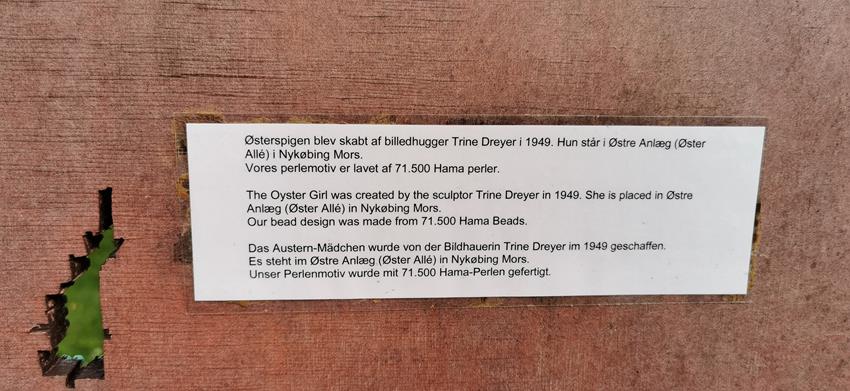 Østerspigen blev skabt af billedhugger Trine Dreyer i 1949. Hun står i Østre Anlæg (Øster
Allé) i Nykøbing Mors.
Vores perlemotiv er lavet af 71.500 Hama perler.
The Oyster Girl was created by the sculptor Trine Dreyer in 1949. She is placed in Østre
Anlæg (Øster Allé) in Nykøbing Mors.
Our bead design was made from 71.500 Hama Beads.
Das Austern-Mädchen wurde von der Bildhauerin Trine Dreyer im 1949 geschaffen.
Es steht im Østre Anlæg (Øster Allé) in Nykøbing Mors.
Unser Perlenmotiv wurde mit 71.500 Hama-Perlen gefertigt.